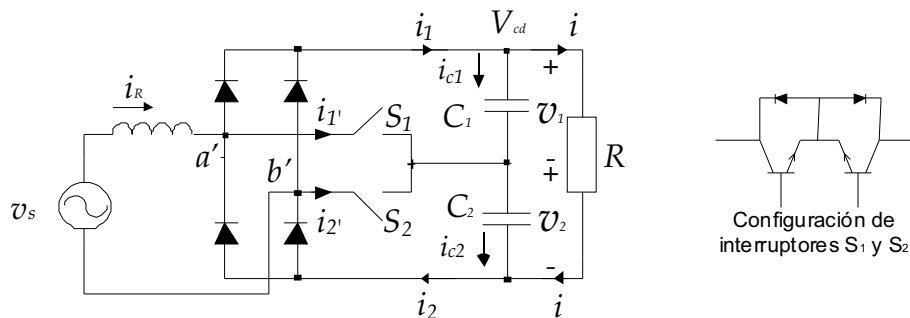 i1
Vcd
i
iR
ic1
+
i1'
S1
C1
v1
a'
b'
-
+
R
vs
i2'
S2
C2
v2
ic2
-
i2
i
Configuración de
interruptores S1 y S2